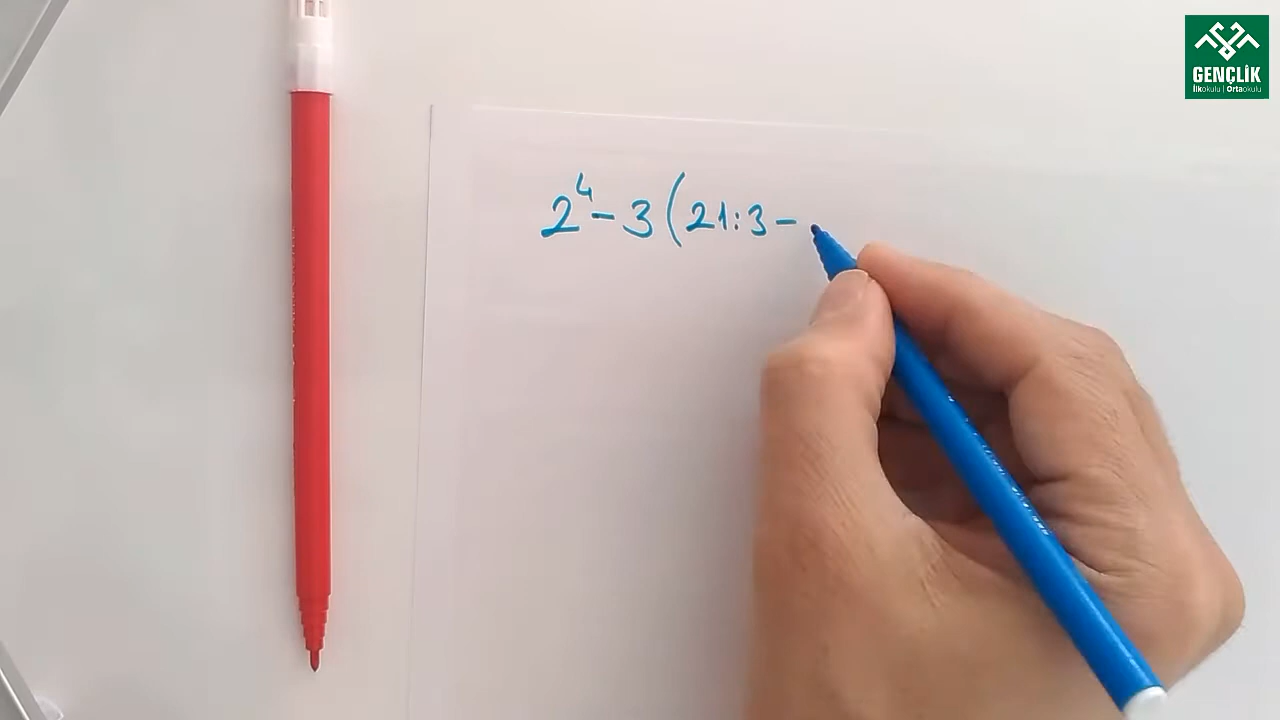 2⁴ - 3 (21:3 -
GENÇLİK
İlkokulu | Ortaokulu